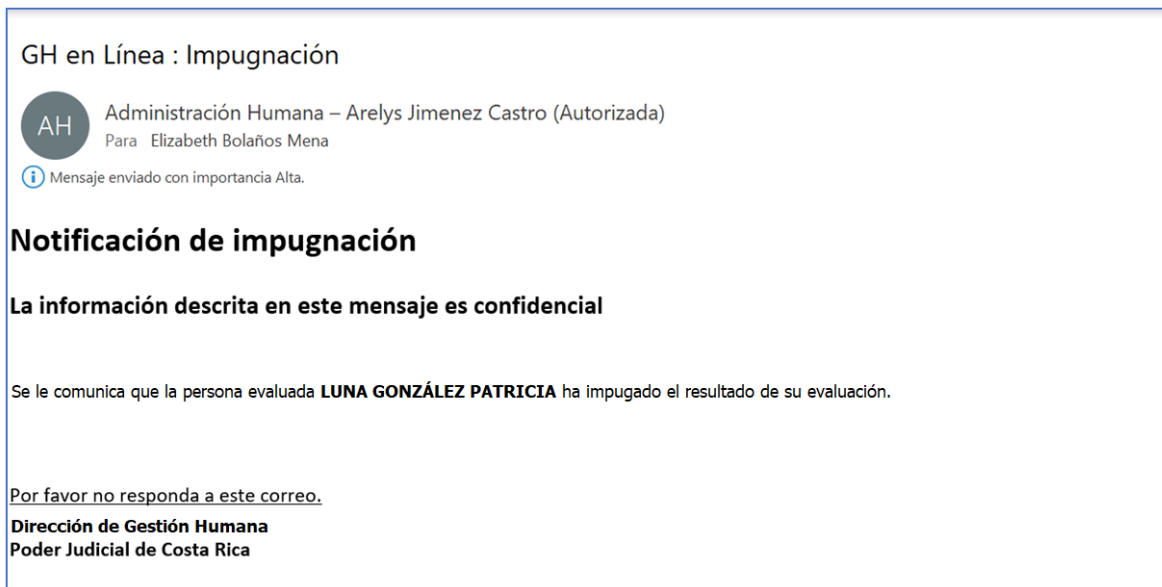 GH en Línea : Impugnación
AH
Administración Humana – Arelys Jimenez Castro (Autorizada)
Para Elizabeth Bolaños Mena
i Mensaje enviado con importancia Alta.
Notificación de impugnación
La información descrita en este mensaje es confidencial
Se le comunica que la persona evaluada LUNA GONZÁLEZ PATRICIA ha impugado el resultado de su evaluación.
Por favor no responda a este correo.
Dirección de Gestión Humana
Poder Judicial de Costa Rica